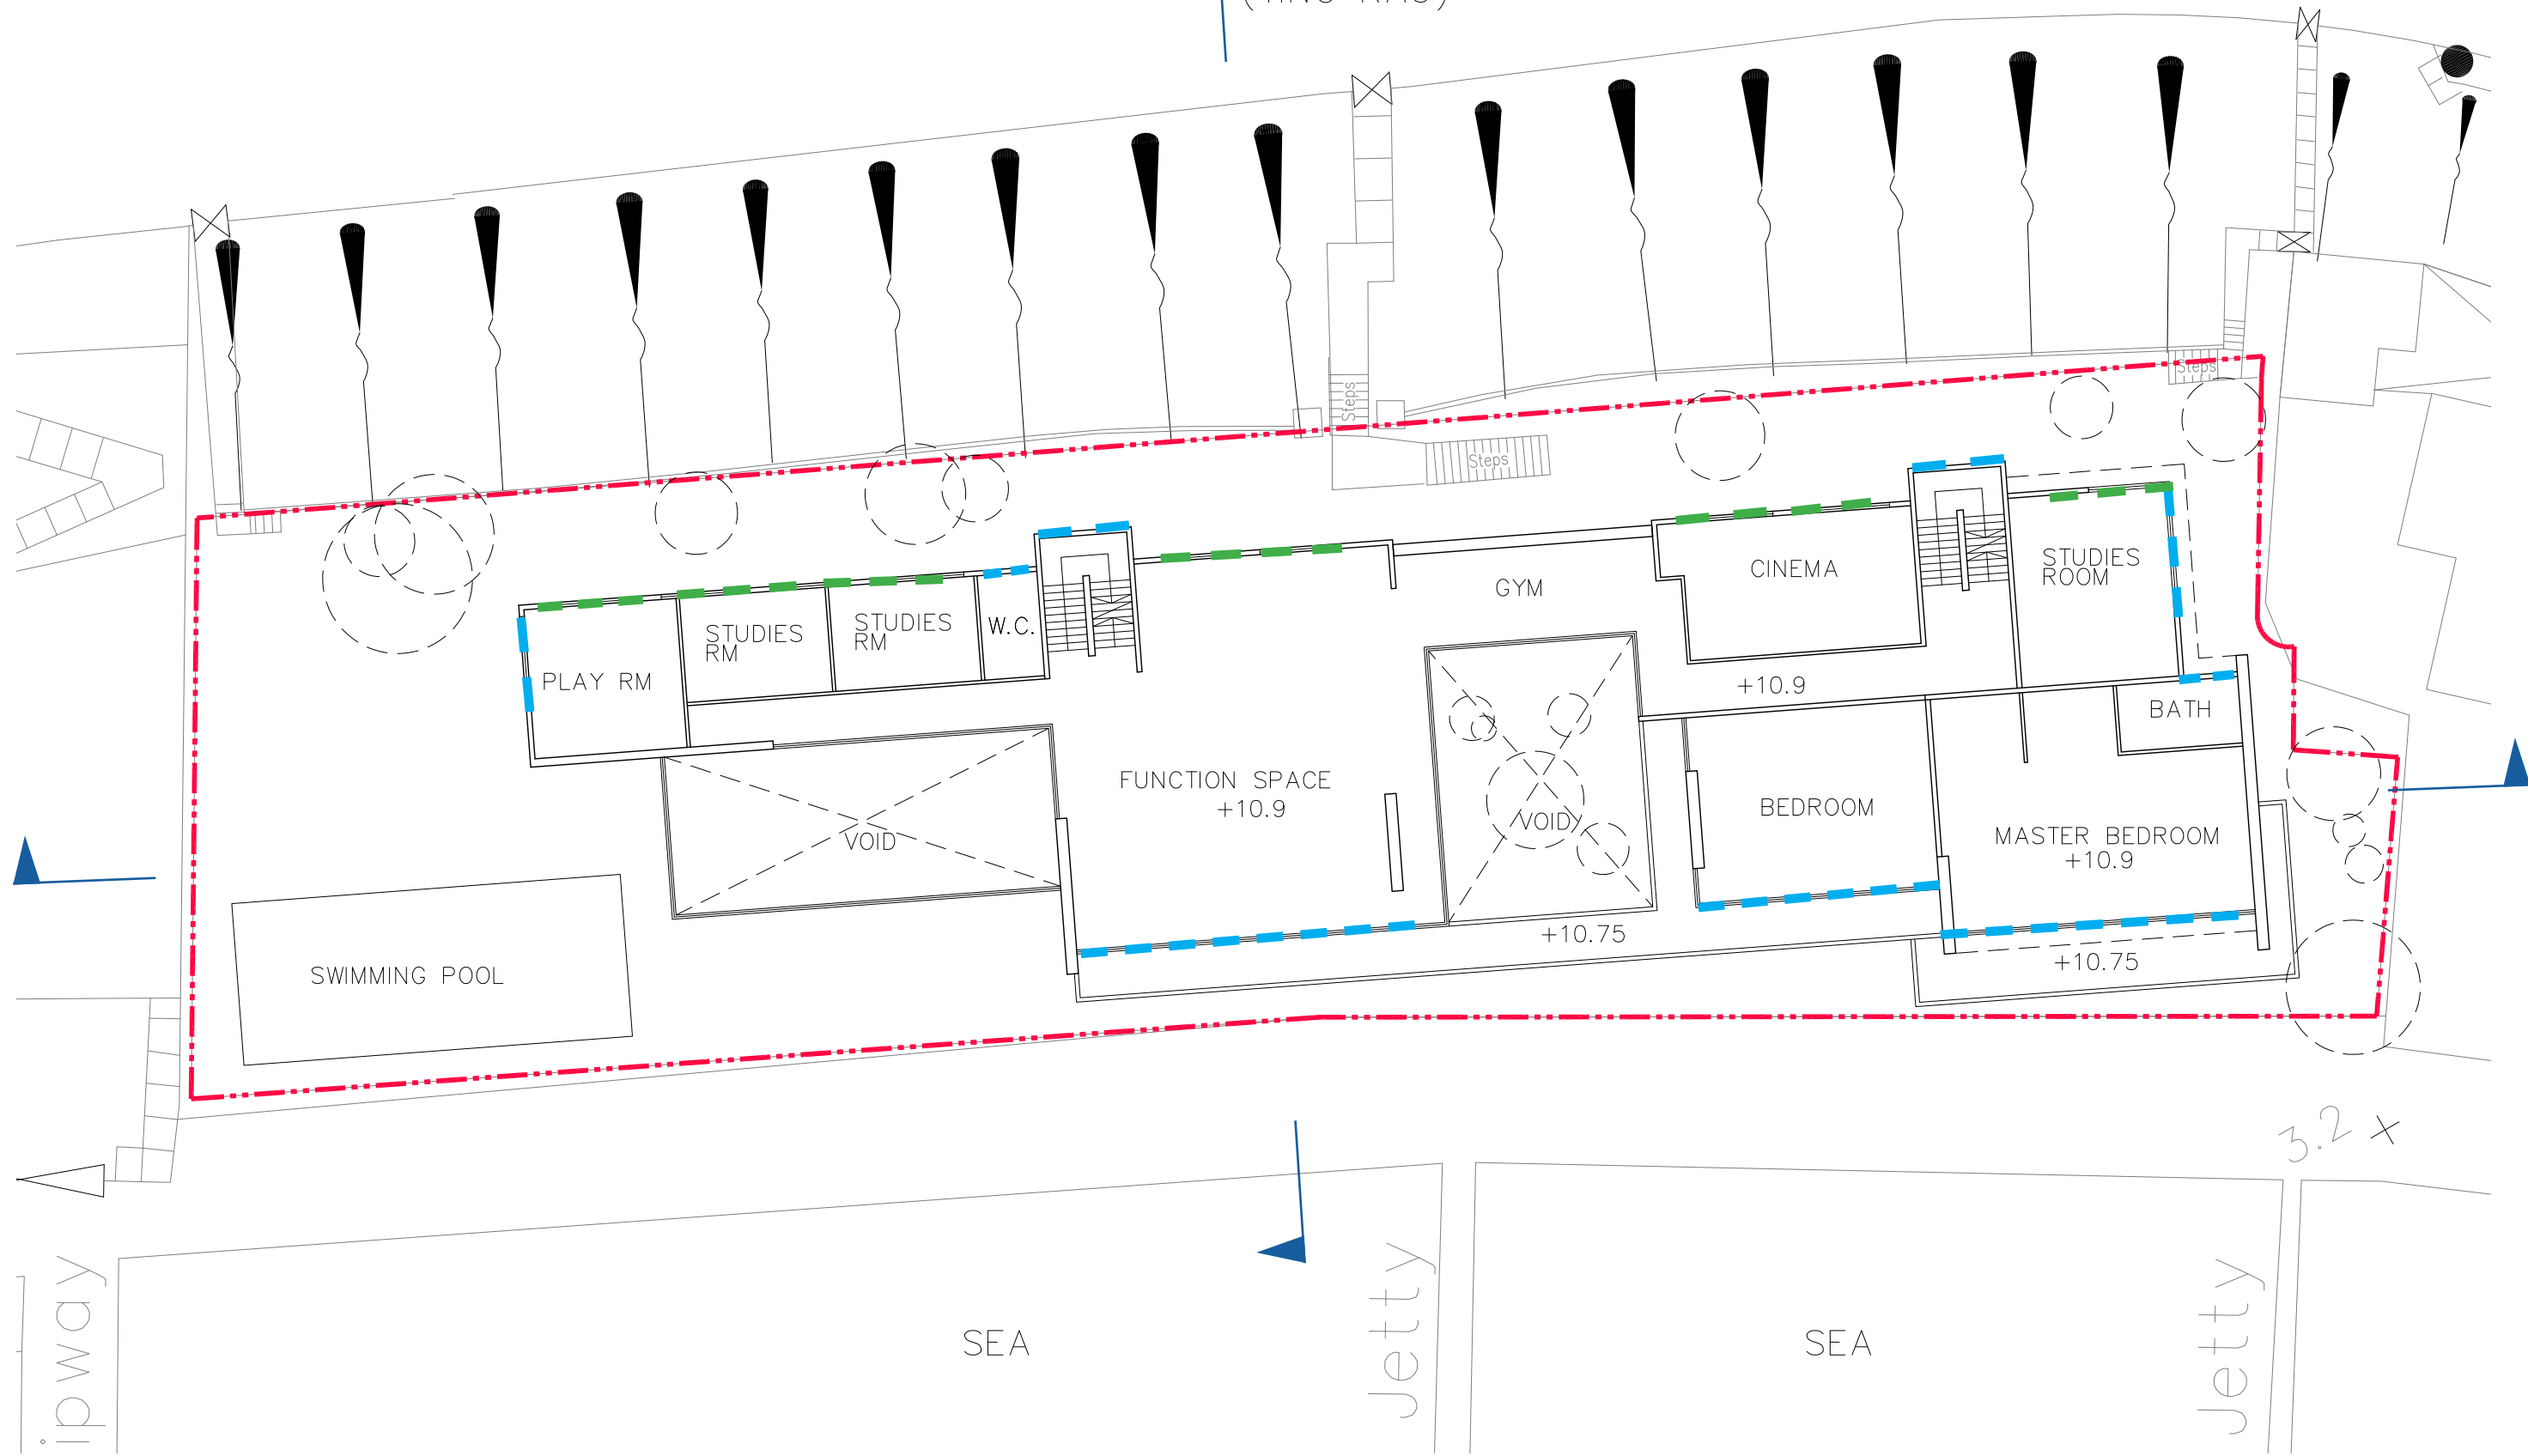 Steps
Steps
Steps
CINEMA
STUDIES
ROOM
GYM
STUDIES
RM
STUDIES
RM
W.C.
PLAY RM
+10.9
BATH
FUNCTION SPACE
+10.9
BEDROOM
VOID
VOID
MASTER BEDROOM
+10.9
+10.75
+10.75
SWIMMING POOL
3.2 x
ipway
SEA
Jetty
SEA
Jetty